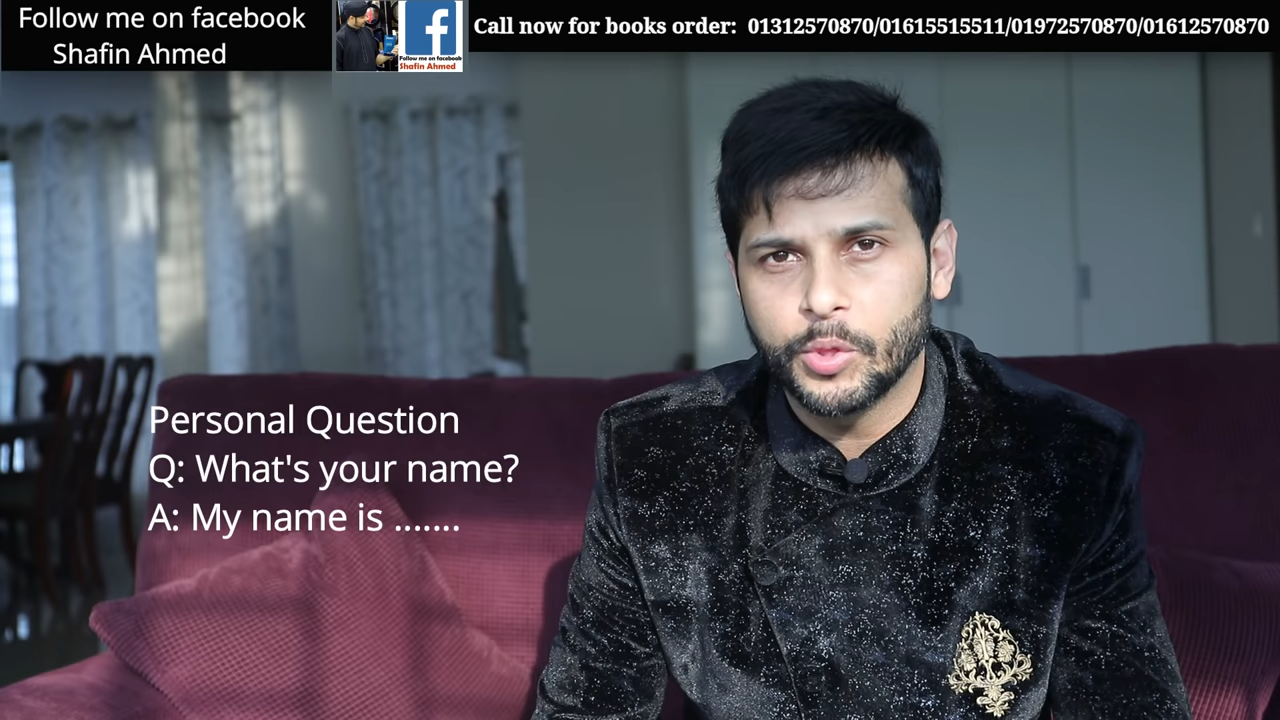 Follow me on facebook
Shafin Ahmed
Follow me on facebook
Shafin Ahmed
Call now for books order: 01312570870/01615515511/01972570870/01612570870
Personal Question
Q: What's your name?
A: My name is .......